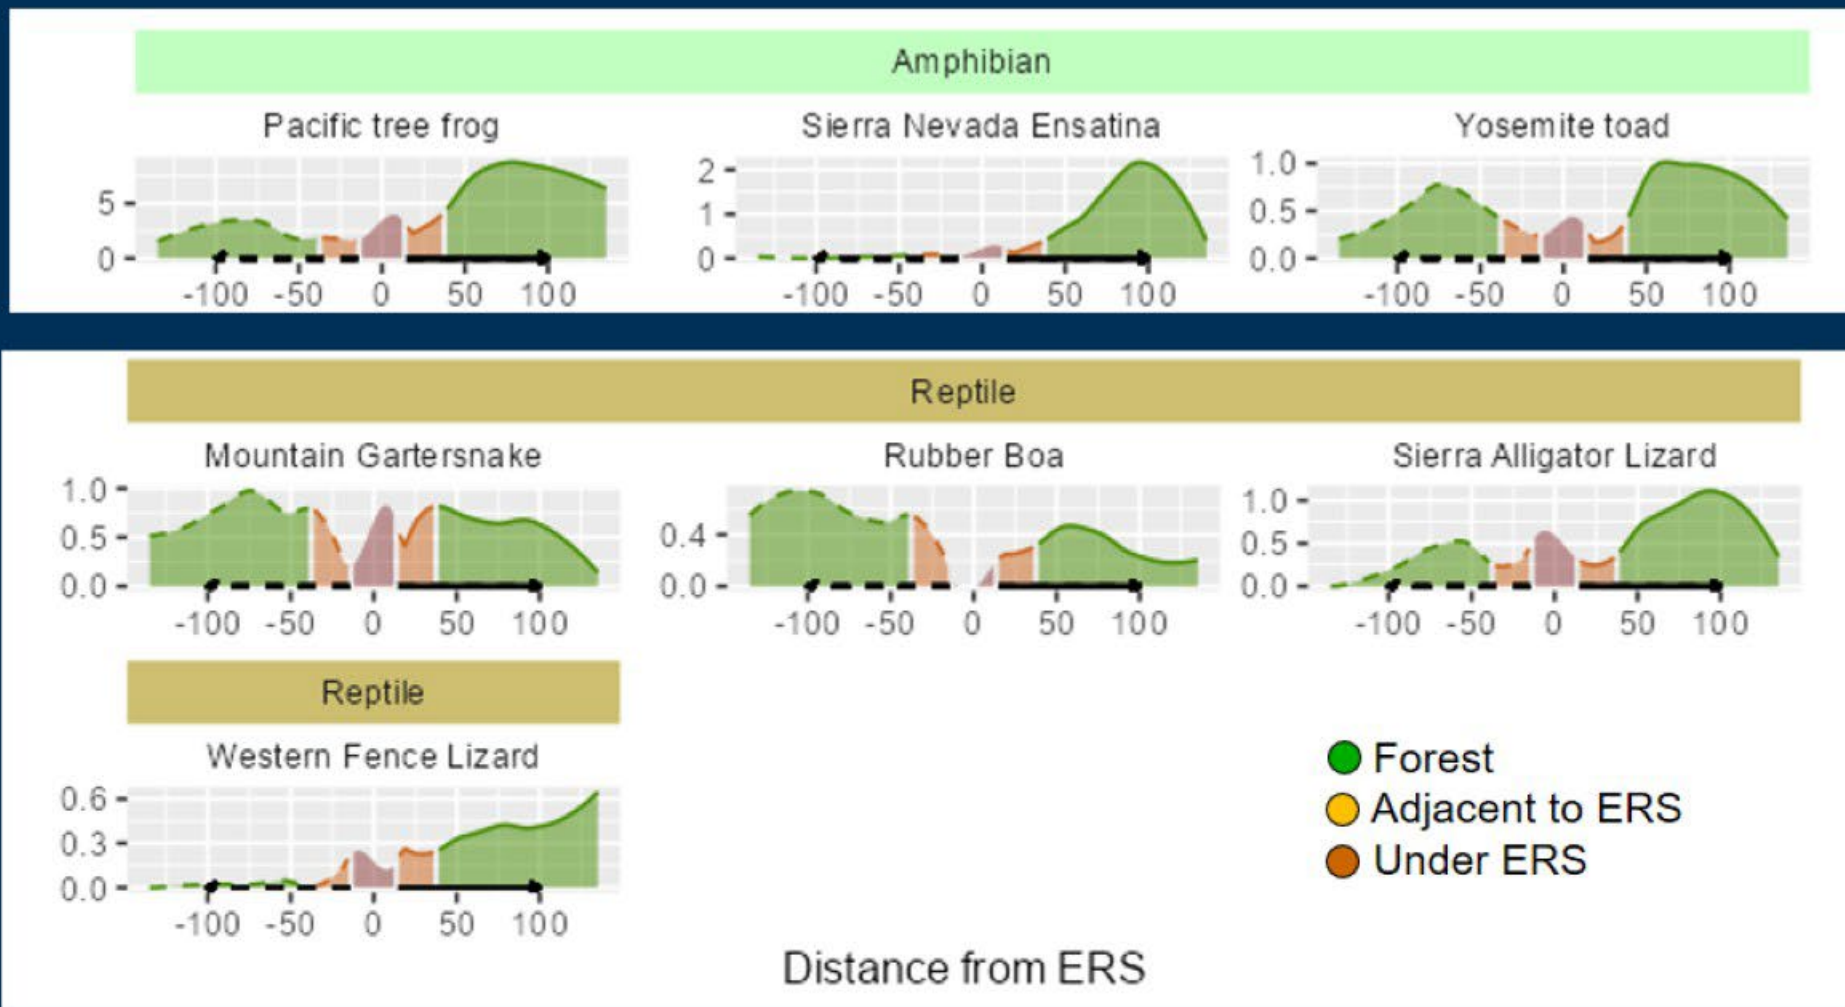 Amphibian
Pacific tree frog Sierra Nevada Ensatina Yosemite toad
5
0
-100 -50 0 50 100
2
1
0
-100 -50 0 50 100
1.0
0.5
0.0
-100 -50 0 50 100
Reptile
Mountain Gartersnake Rubber Boa Sierra Alligator Lizard
1.0
0.5
0.0
-100 -50 0 50 100
0.4
0.0
-100 -50 0 50 100
1.0
0.5
0.0
-100 -50 0 50 100
Reptile
Western Fence Lizard
0.6
0.3
0.0
-100 -50 0 50 100
Forest
Adjacent to ERS
Under ERS
Distance from ERS